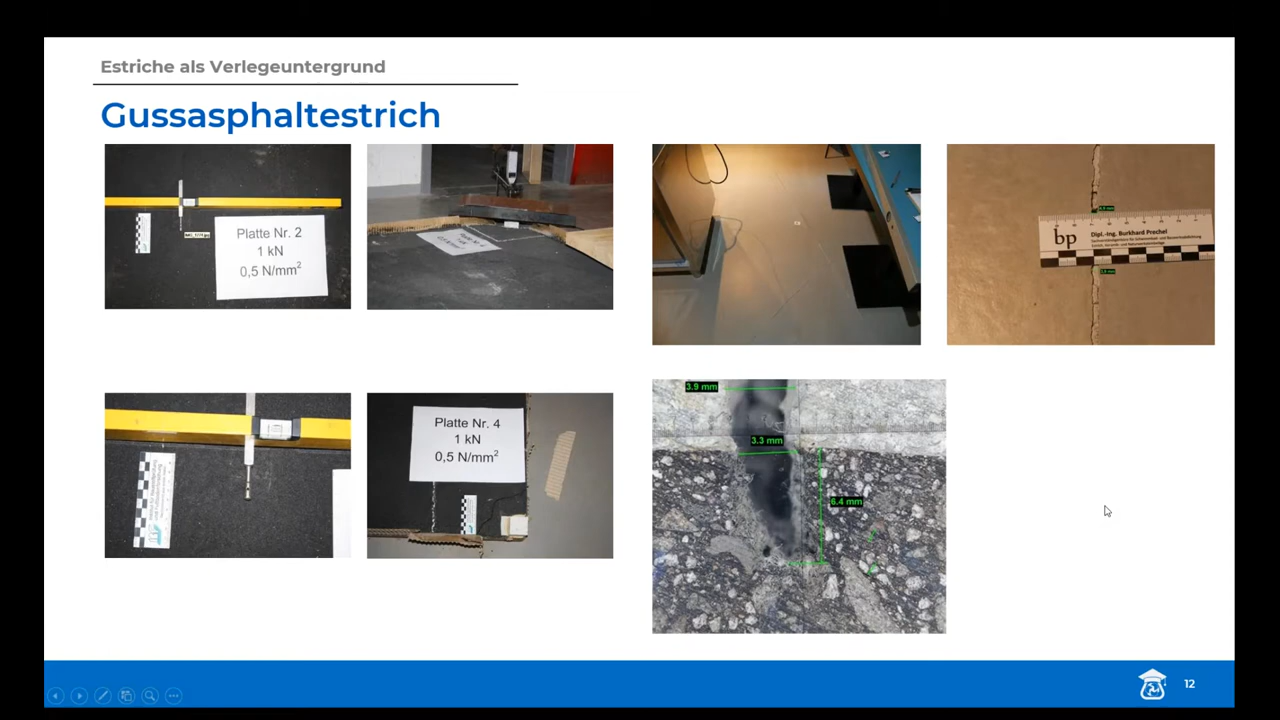 Estriche als Verlegeuntergrund
Gussasphaltestrich
Platte Nr. 2
1 kN
0,5 N/mm²
bp
Dipl.-Ing. Burkhard Prechel
Platte Nr. 4
1 kN
0,5 N/mm²
3.9 mm
3.3 mm
6.4 mm
12